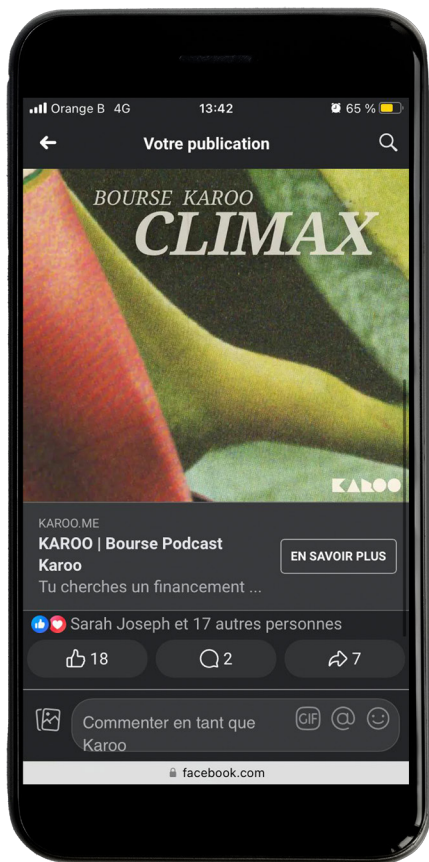 Orange B 4G 13:42 65 %
Votre publication
BOURSE KAROO
CLIMAX
KAROO
KAROO.ME
KAROO | Bourse Podcast
Karoo
EN SAVOIR PLUS
Tu cherches un financement ...
Sarah Joseph et 17 autres personnes
18 2 7
Commenter en tant que
Karoo
GIF @
facebook.com